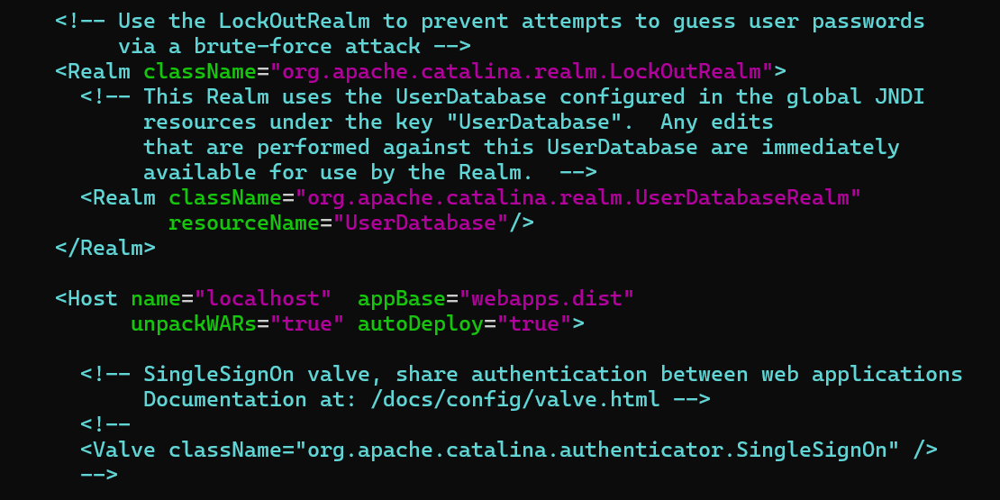 <!-- Use the LockOutRealm to prevent attempts to guess user passwords
     via a brute-force attack -->
<Realm className="org.apache.catalina.realm.LockOutRealm">
  <!-- This Realm uses the UserDatabase configured in the global JNDI
       resources under the key "UserDatabase".  Any edits
       that are performed against this UserDatabase are immediately
       available for use by the Realm.  -->
  <Realm className="org.apache.catalina.realm.UserDatabaseRealm"
         resourceName="UserDatabase"/>
</Realm>

<Host name="localhost"  appBase="webapps.dist"
      unpackWARs="true" autoDeploy="true">

  <!-- SingleSignOn valve, share authentication between web applications
       Documentation at: /docs/config/valve.html -->
  <!--
  <Valve className="org.apache.catalina.authenticator.SingleSignOn" />
  -->